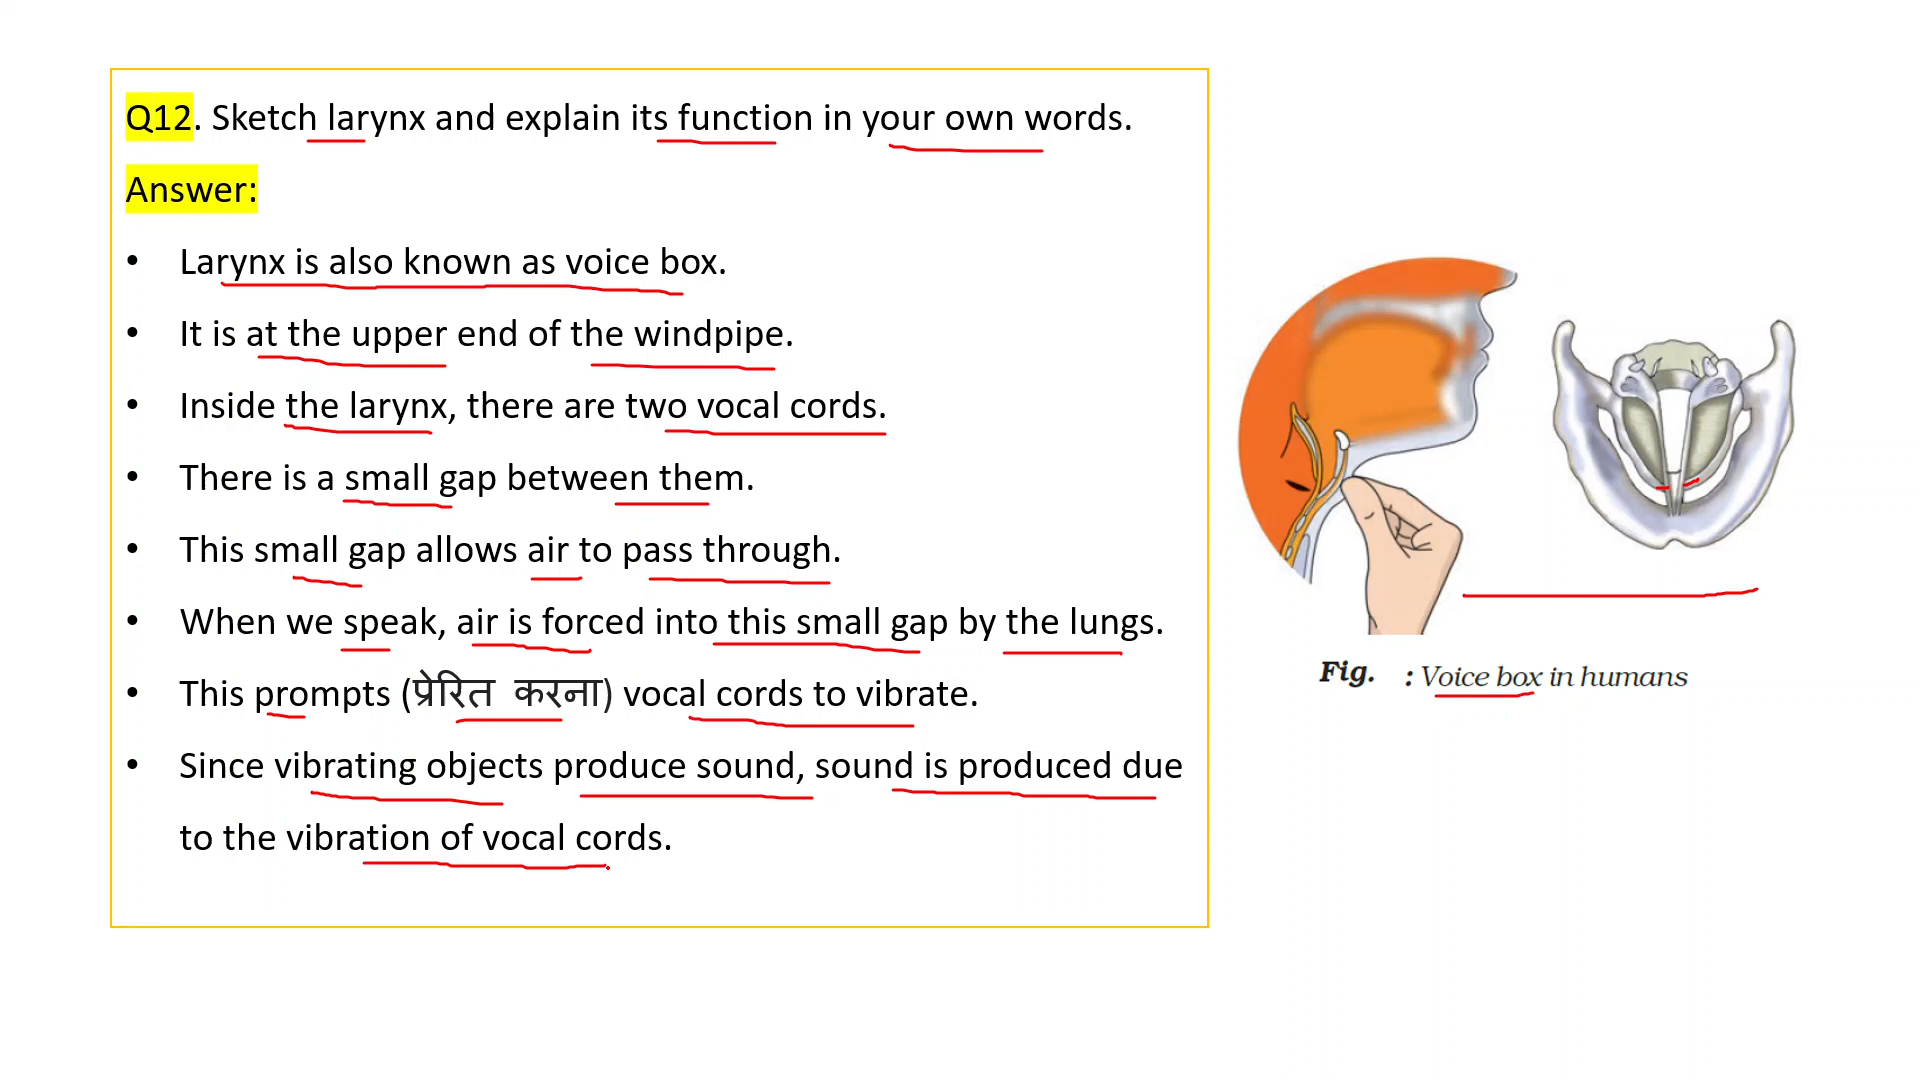 Q12. Sketch larynx and explain its function in your own words.
Answer:
• Larynx is also known as voice box.
• It is at the upper end of the windpipe.
• Inside the larynx, there are two vocal cords.
• There is a small gap between them.
• This small gap allows air to pass through.
• When we speak, air is forced into this small gap by the lungs.
• This prompts (प्रेरित करना) vocal cords to vibrate.
• Since vibrating objects produce sound, sound is produced due
to the vibration of vocal cords.
Fig. : Voice box in humans